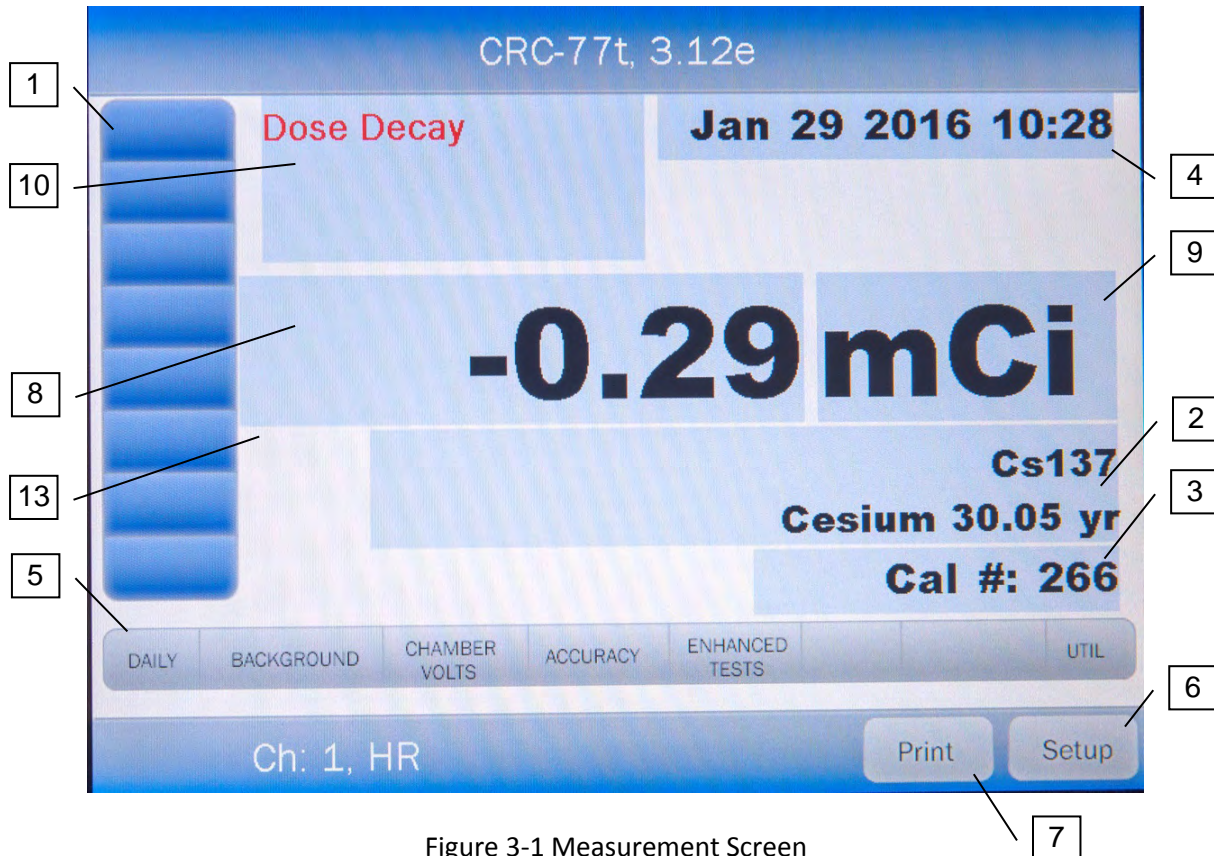 CRC-77t, 3.12e
1
Dose Decay
Jan 29 2016 10:28
10
4
9
-0.29 mCi
8
2
Cs137
13
3
Cesium 30.05 yr
5
Cal #: 266
DAILY
BACKGROUND
CHAMBER
VOLTS
ACCURACY
ENHANCED
TESTS
UTIL
6
Ch: 1, HR
Print
Setup
7
Figure 3-1 Measurement Screen